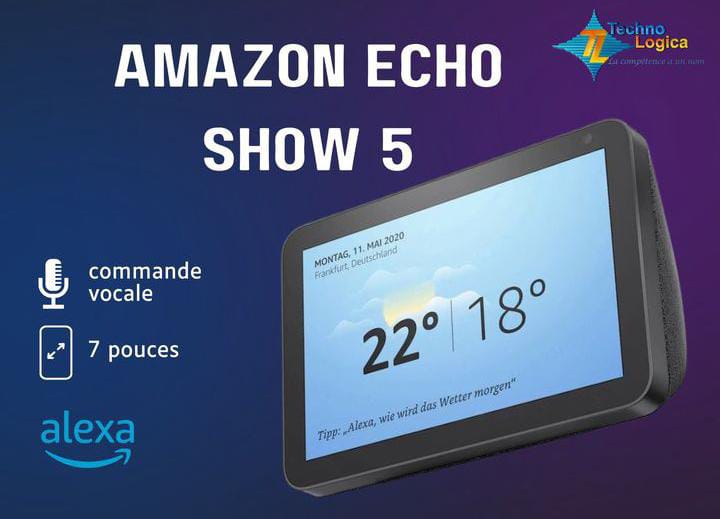 Techno
Logica
La compétence a un nom
AMAZON ECHO
SHOW 5
MONTAG, 11. MAI 2020
Frankfurt, Deutschland
22° 18°
Tipp: „Alexa, wie wird das Wetter morgen“
commande
vocale
7 pouces
alexa